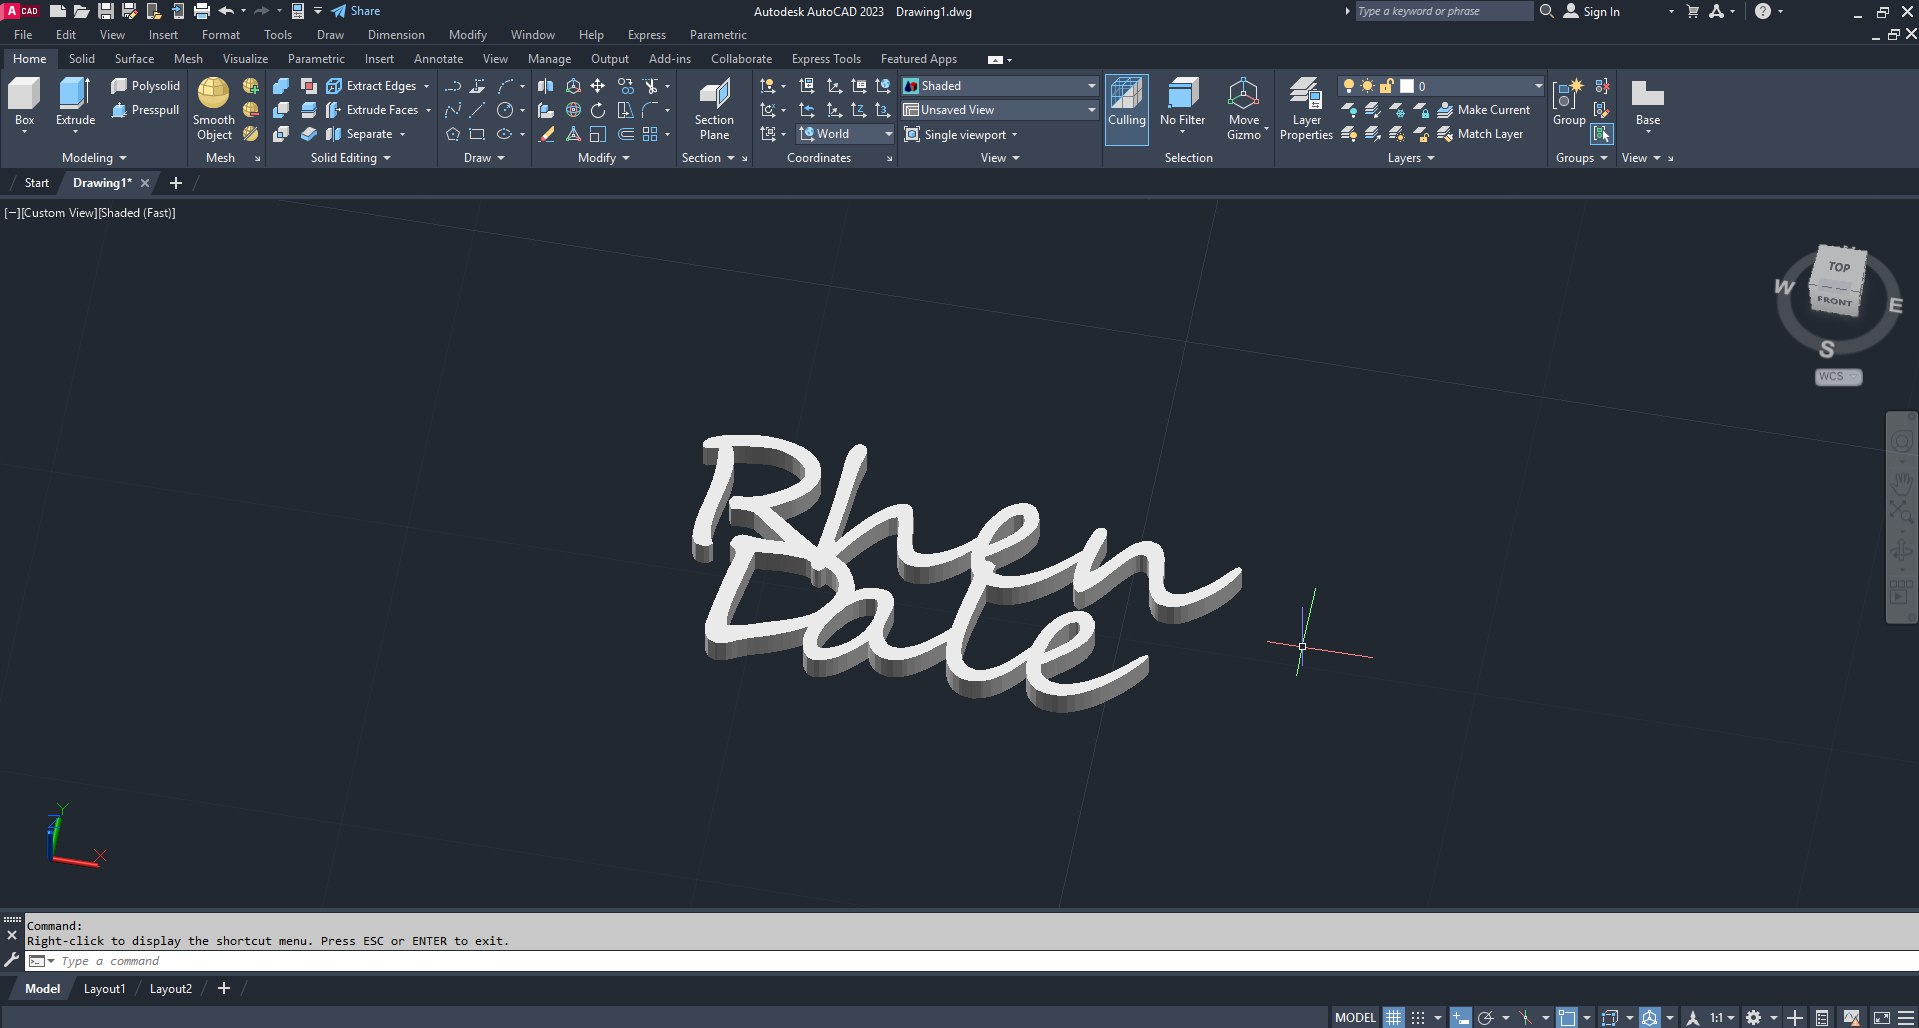 A CAD Share Autodesk AutoCAD 2023 Drawing1.dwg Type a keyword or phrase Sign In
File Edit View Insert Format Tools Draw Dimension Modify Window Help Express Parametric
Home Solid Surface Mesh Visualize Parametric Insert Annotate View Manage Output Add-ins Collaborate Express Tools Featured Apps
Box
Extrude
Polysolid
Presspull
Modeling
Smooth
Object
Mesh
Extract Edges
Extrude Faces
Separate
Solid Editing
Draw
Modify
Section
Plane
Section
World
Coordinates
Shaded
Unsaved View
Single viewport
View
Culling
No Filter
Move
Gizmo
Selection
Layer
Properties
0
Make Current
Match Layer
Layers
Group
Groups
Base
View
Start Drawing1*
[−][Custom View][Shaded (Fast)]
TOP
FRONT
W
E
S
WCS
Rhen
Date
Y
Z
X
Command:
Right-click to display the shortcut menu. Press ESC or ENTER to exit.
Type a command
Model Layout1 Layout2
MODEL 1:1